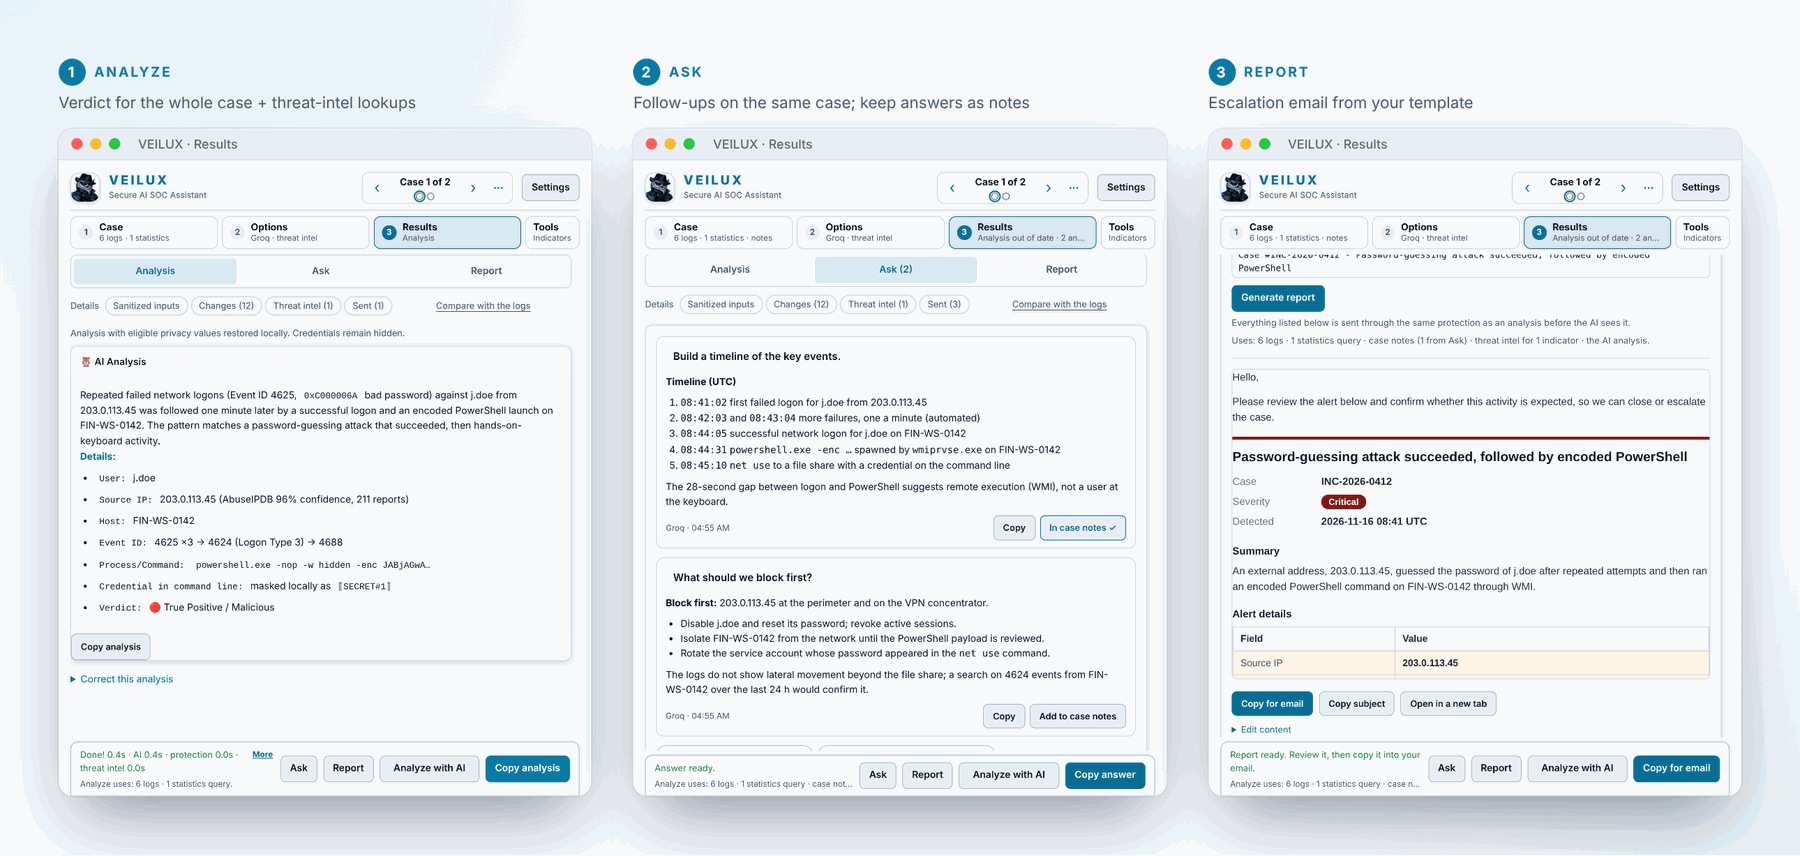 1 ANALYZE
Verdict for the whole case + threat-intel lookups
VEILUX · Results
VEILUX
Secure AI SOC Assistant
‹ Case 1 of 2 › ···
Settings
1 Case
6 logs · 1 statistics
2 Options
Groq · threat intel
3 Results
Analysis
Tools
Indicators
Analysis Ask Report
Details Sanitized inputs Changes (12) Threat intel (1) Sent (1) Compare with the logs
Analysis with eligible privacy values restored locally. Credentials remain hidden.
AI Analysis
Repeated failed network logons (Event ID 4625, 0xC000006A bad password) against j.doe from
203.0.113.45 was followed one minute later by a successful logon and an encoded PowerShell launch on
FIN-WS-0142. The pattern matches a password-guessing attack that succeeded, then hands-on-
keyboard activity.
Details:
• User: j.doe
• Source IP: 203.0.113.45 (AbuseIPDB 96% confidence, 211 reports)
• Host: FIN-WS-0142
• Event ID: 4625 ×3 → 4624 (Logon Type 3) → 4688
• Process/Command: powershell.exe -nop -w hidden -enc JABjAGwA…
• Credential in command line: masked locally as ⟦SECRET#1⟧
• Verdict: 🔴 True Positive / Malicious
Copy analysis
▶ Correct this analysis
Done! 0.4s · AI 0.4s · protection 0.0s ·
threat intel 0.0s
More
Analyze uses: 6 logs · 1 statistics query.
Ask Report Analyze with AI Copy analysis
2 ASK
Follow-ups on the same case; keep answers as notes
VEILUX · Results
VEILUX
Secure AI SOC Assistant
‹ Case 1 of 2 › ···
Settings
1 Case
6 logs · 1 statistics · notes
2 Options
Groq · threat intel
3 Results
Analysis out of date · 2 an…
Tools
Indicators
Analysis Ask (2) Report
Details Sanitized inputs Changes (12) Threat intel (1) Sent (3) Compare with the logs
Build a timeline of the key events.
Timeline (UTC)
1. 08:41:02 first failed logon for j.doe from 203.0.113.45
2. 08:42:03 and 08:43:04 more failures, one a minute (automated)
3. 08:44:05 successful network logon for j.doe on FIN-WS-0142
4. 08:44:31 powershell.exe -enc … spawned by wmiprvse.exe on FIN-WS-0142
5. 08:45:10 net use to a file share with a credential on the command line
The 28-second gap between logon and PowerShell suggests remote execution (WMI), not a user at
the keyboard.
Groq · 04:55 AM
Copy In case notes ✓
What should we block first?
Block first: 203.0.113.45 at the perimeter and on the VPN concentrator.
• Disable j.doe and reset its password; revoke active sessions.
• Isolate FIN-WS-0142 from the network until the PowerShell payload is reviewed.
• Rotate the service account whose password appeared in the net use command.
The logs do not show lateral movement beyond the file share; a search on 4624 events from FIN-
WS-0142 over the last 24 h would confirm it.
Groq · 04:55 AM
Copy Add to case notes
Answer ready.
Analyze uses: 6 logs · 1 statistics query · case not…
Ask Report Analyze with AI Copy answer
3 REPORT
Escalation email from your template
VEILUX · Results
VEILUX
Secure AI SOC Assistant
‹ Case 1 of 2 › ···
Settings
1 Case
6 logs · 1 statistics · notes
2 Options
Groq · threat intel
3 Results
Analysis out of date · 2 an…
Tools
Indicators
Case #INC-2026-0412 - Password-guessing attack succeeded, followed by encoded
PowerShell
Generate report
Everything listed below is sent through the same protection as an analysis before the AI sees it.
Uses: 6 logs · 1 statistics query · case notes (1 from Ask) · threat intel for 1 indicator · the AI analysis.
Hello,
Please review the alert below and confirm whether this activity is expected, so we can close or escalate
the case.
Password-guessing attack succeeded, followed by encoded PowerShell
Case INC-2026-0412
Severity Critical
Detected 2026-11-16 08:41 UTC
Summary
An external address, 203.0.113.45, guessed the password of j.doe after repeated attempts and then ran
an encoded PowerShell command on FIN-WS-0142 through WMI.
Alert details
Field Value
Source IP 203.0.113.45
Copy for email Copy subject Open in a new tab
▶ Edit content
Report ready. Review it, then copy it into your
email.
Analyze uses: 6 logs · 1 statistics query · case n…
Ask Report Analyze with AI Copy for email